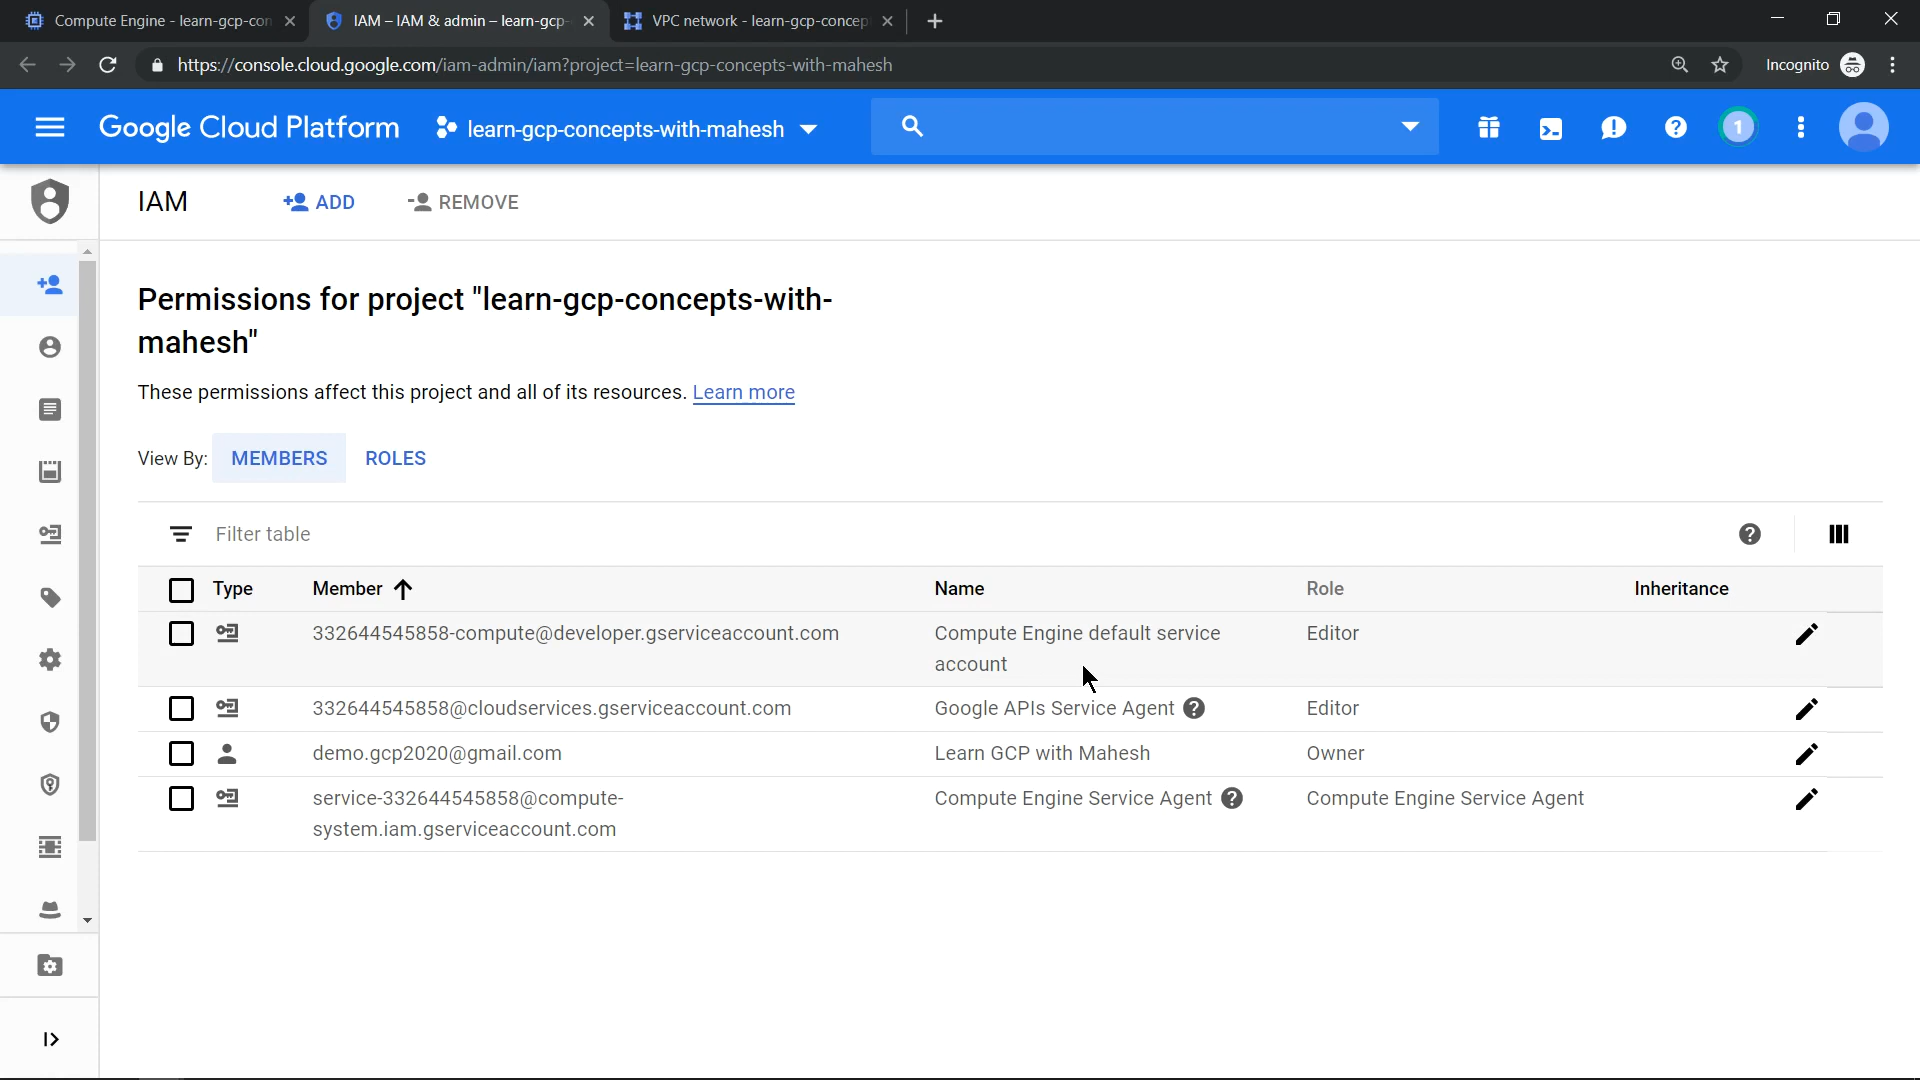 Compute Engine - learn-gcp-con
IAM – IAM & admin – learn-gcp-
VPC network - learn-gcp-concep
https://console.cloud.google.com/iam-admin/iam?project=learn-gcp-concepts-with-mahesh
Incognito
Google Cloud Platform
learn-gcp-concepts-with-mahesh
1
IAM
ADD
REMOVE
Permissions for project "learn-gcp-concepts-with-
mahesh"
These permissions affect this project and all of its resources. Learn more
View By: MEMBERS ROLES
Filter table
Type Member Name Role Inheritance
332644545858-compute@developer.gserviceaccount.com Compute Engine default service Editor
account
332644545858@cloudservices.gserviceaccount.com Google APIs Service Agent Editor
demo.gcp2020@gmail.com Learn GCP with Mahesh Owner
service-332644545858@compute- Compute Engine Service Agent Compute Engine Service Agent
system.iam.gserviceaccount.com